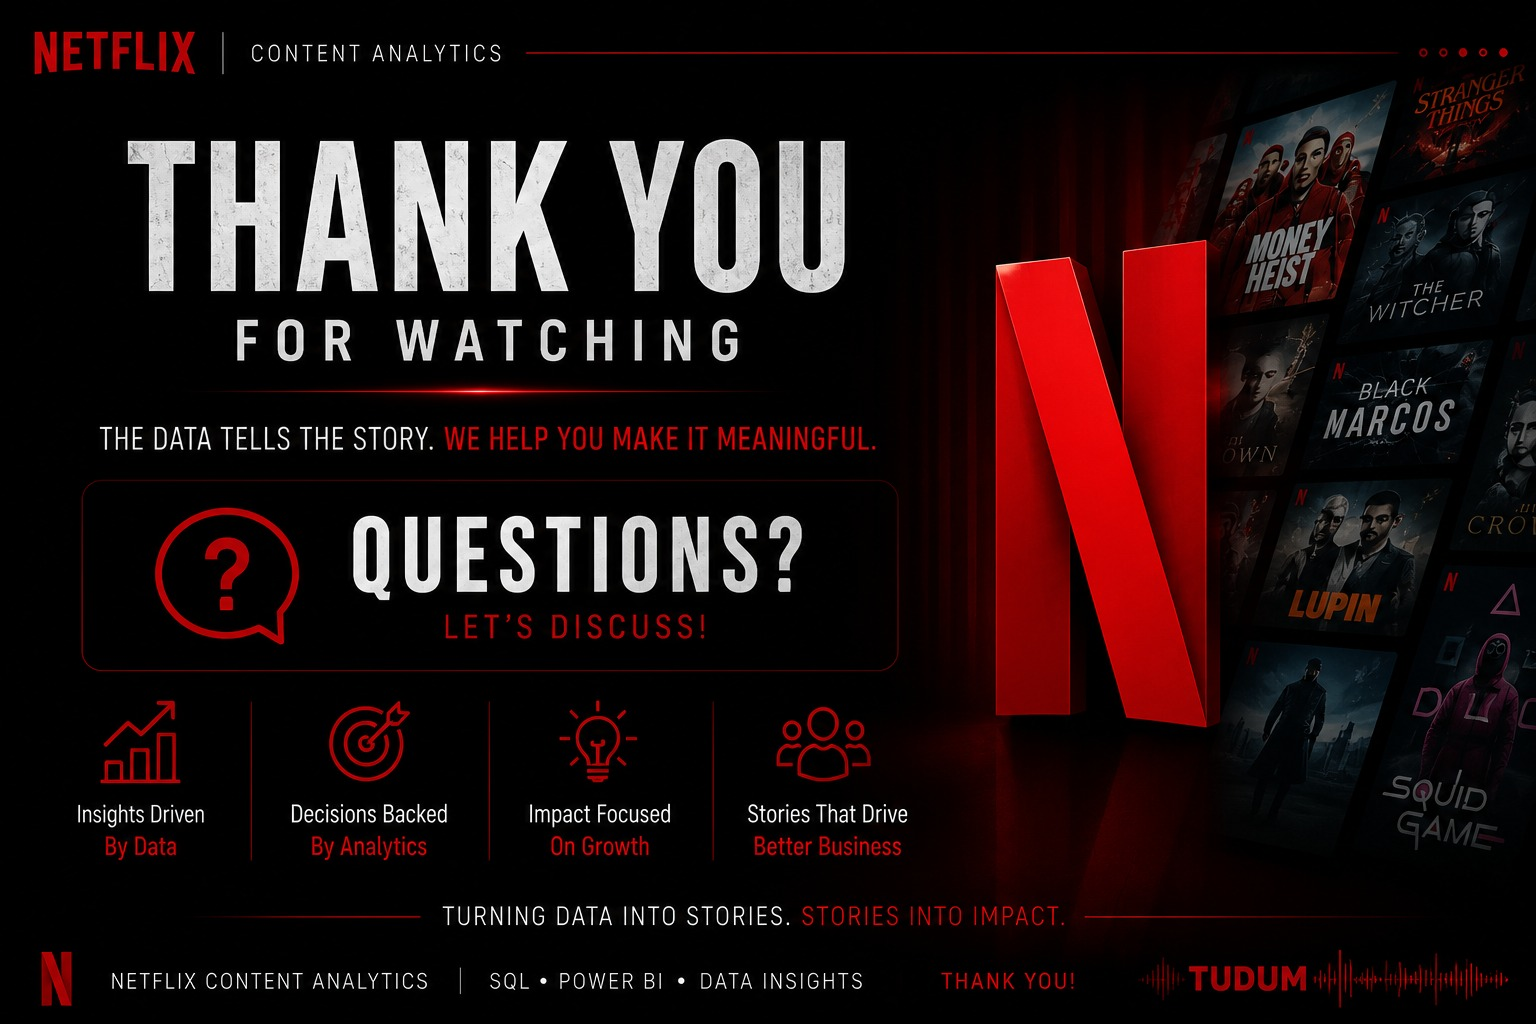 NETFLIX | CONTENT ANALYTICS
THANK YOU
FOR WATCHING
THE DATA TELLS THE STORY. WE HELP YOU MAKE IT MEANINGFUL.
?
QUESTIONS?
LET'S DISCUSS!
Insights Driven
By Data
Decisions Backed
By Analytics
Impact Focused
On Growth
Stories That Drive
Better Business
TURNING DATA INTO STORIES. STORIES INTO IMPACT.
N
NETFLIX CONTENT ANALYTICS | SQL • POWER BI • DATA INSIGHTS
THANK YOU!
TUDUM
N
STRANGER
THINGS
MONEY
HEIST
N
THE
WITCHER
N
BLACK
MARCOS
OWN
N
LUPIN
CROW
N
N
SQUID
GAME